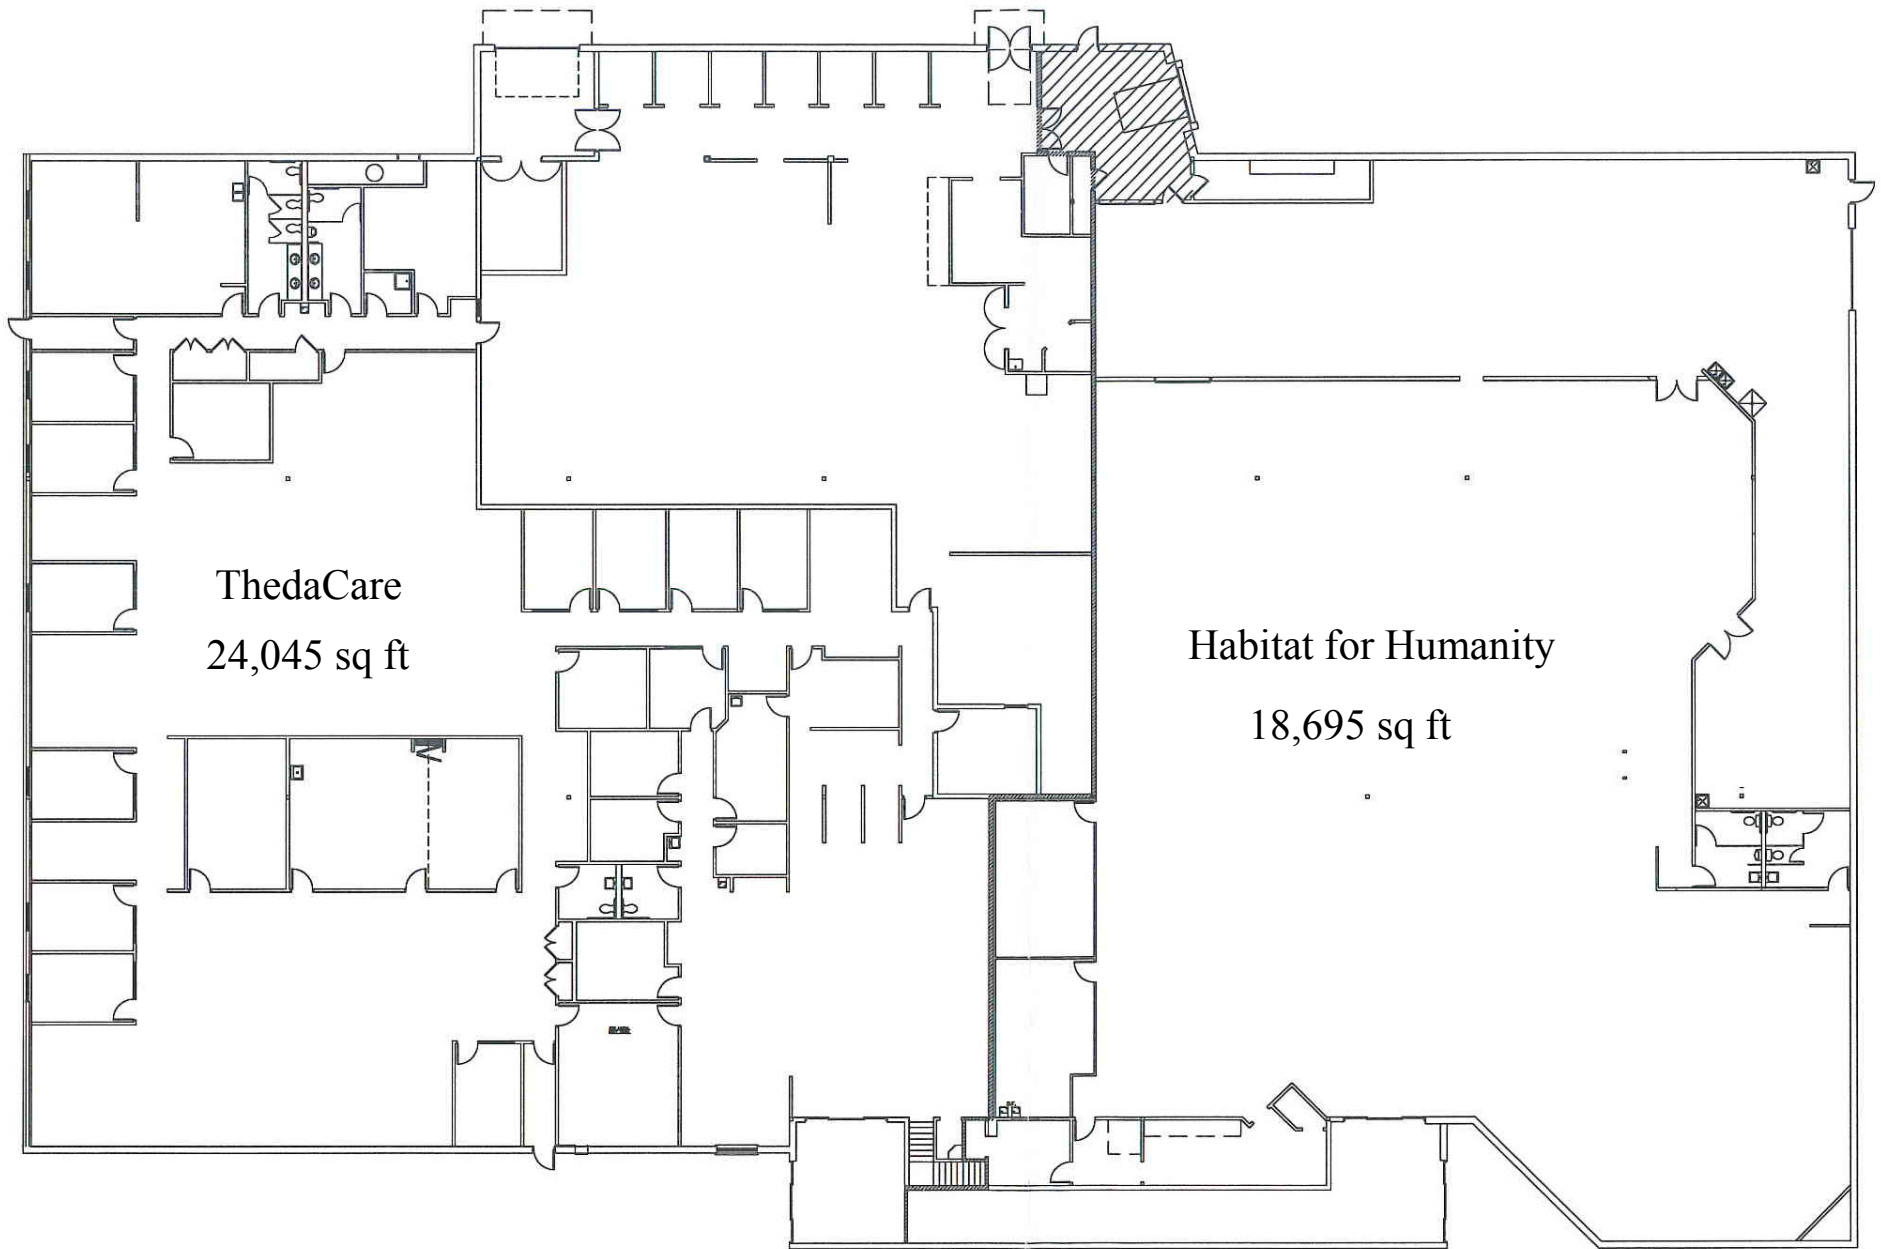 ThedaCare
24,045 sq ft
Habitat for Humanity
18,695 sq ft